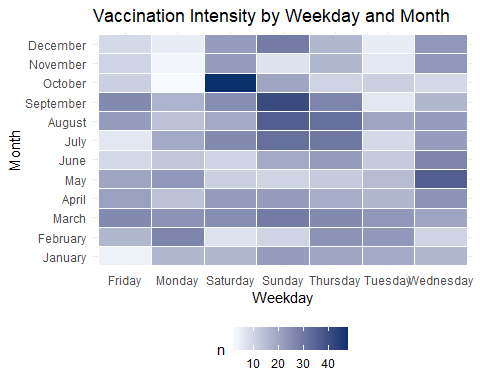 Vaccination Intensity by Weekday and Month
December
November
October
September
August
July
June
May
April
March
February
January
Month
Friday Monday Saturday Sunday Thursday Tuesday Wednesday
Weekday
n
10 20 30 40